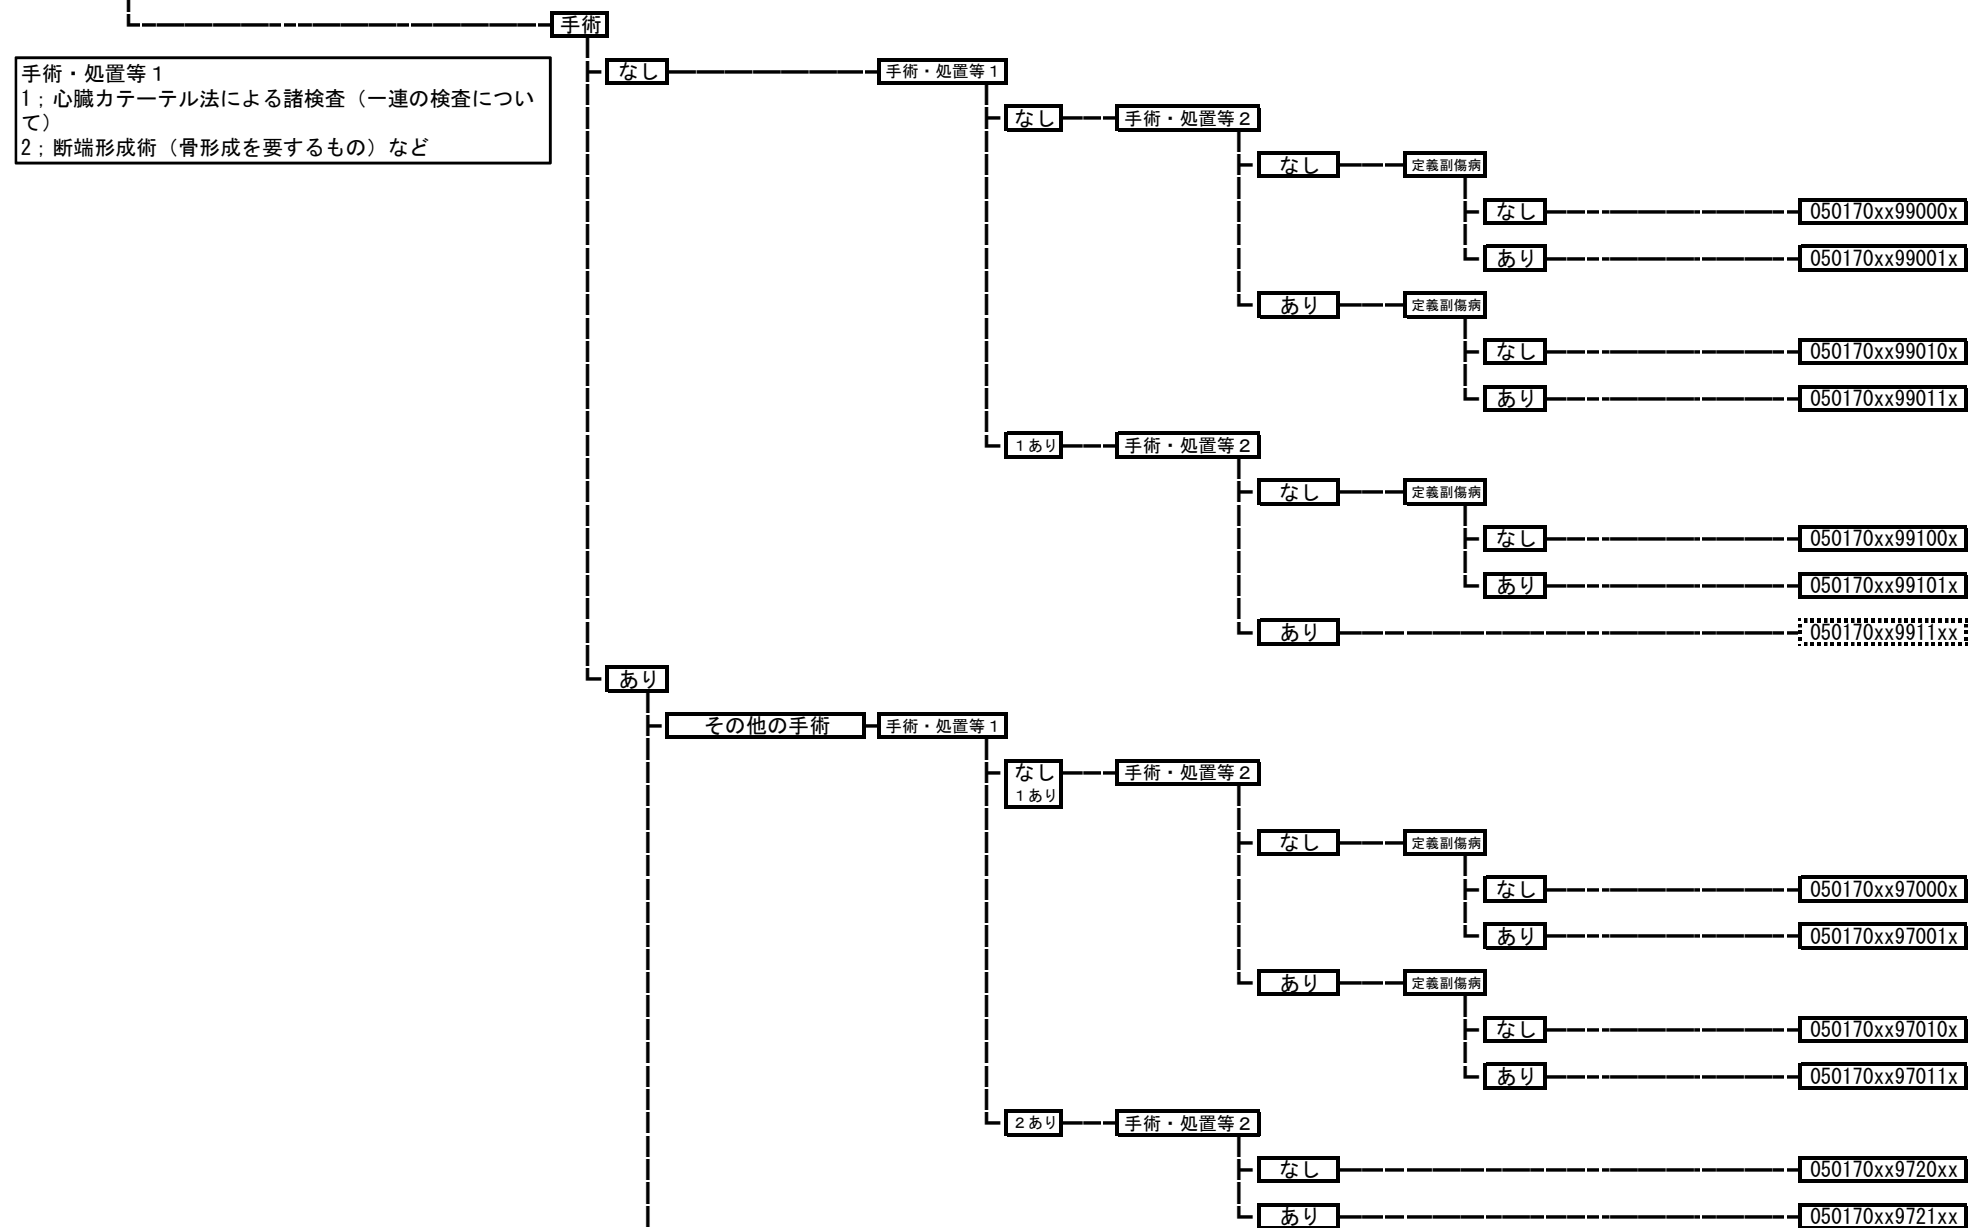 手術
手術・処置等１
1；心臓カテーテル法による諸検査（一連の検査につい
て）
2；断端形成術（骨形成を要するもの）など
なし
手術・処置等１
なし
手術・処置等２
なし
定義副傷病
なし
050170xx99000x
あり
050170xx99001x
あり
定義副傷病
なし
050170xx99010x
あり
050170xx99011x
１あり
手術・処置等２
なし
定義副傷病
なし
050170xx99100x
あり
050170xx99101x
あり
050170xx9911xx
あり
その他の手術
手術・処置等１
なし
１あり
手術・処置等２
なし
定義副傷病
なし
050170xx97000x
あり
050170xx97001x
あり
定義副傷病
なし
050170xx97010x
あり
050170xx97011x
２あり
手術・処置等２
なし
050170xx9720xx
あり
050170xx9721xx